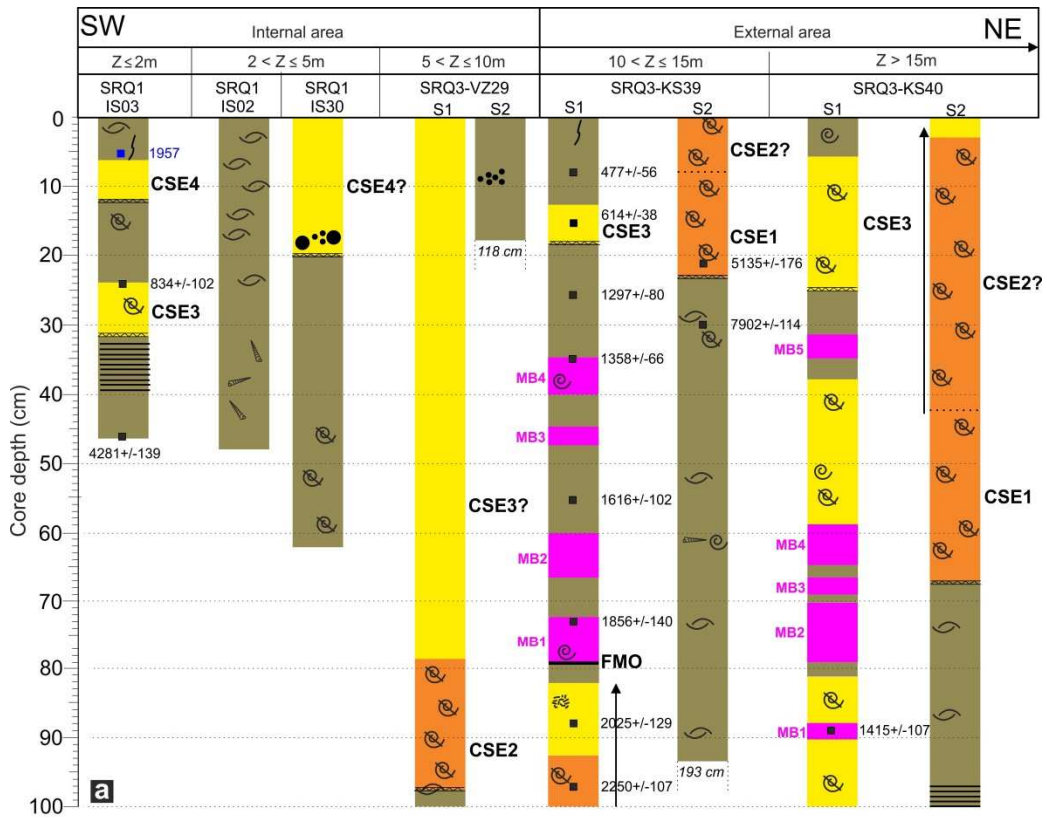 SW
Internal area
External area
NE
Z ≤ 2m
2 < Z ≤ 5m
5 < Z ≤ 10m
10 < Z ≤ 15m
Z > 15m
SRQ1
IS03
SRQ1
IS02
SRQ1
IS30
SRQ3-VZ29
S1
S2
SRQ3-KS39
S1
S2
SRQ3-KS40
S1
S2
Core depth (cm)
0
10
20
30
40
50
60
70
80
90
100
1957
CSE4
834+/-102
CSE3
4281+/-139
CSE4?
118 cm
CSE3?
CSE2
477+/-56
614+/-38
CSE3
1297+/-80
1358+/-66
MB4
MB3
1616+/-102
MB2
1856+/-140
MB1
FMO
2025+/-129
2250+/-107
CSE2?
CSE1
5135+/-176
7902+/-114
193 cm
MB5
MB4
MB3
MB2
MB1
1415+/-107
CSE3
CSE2?
CSE1
a